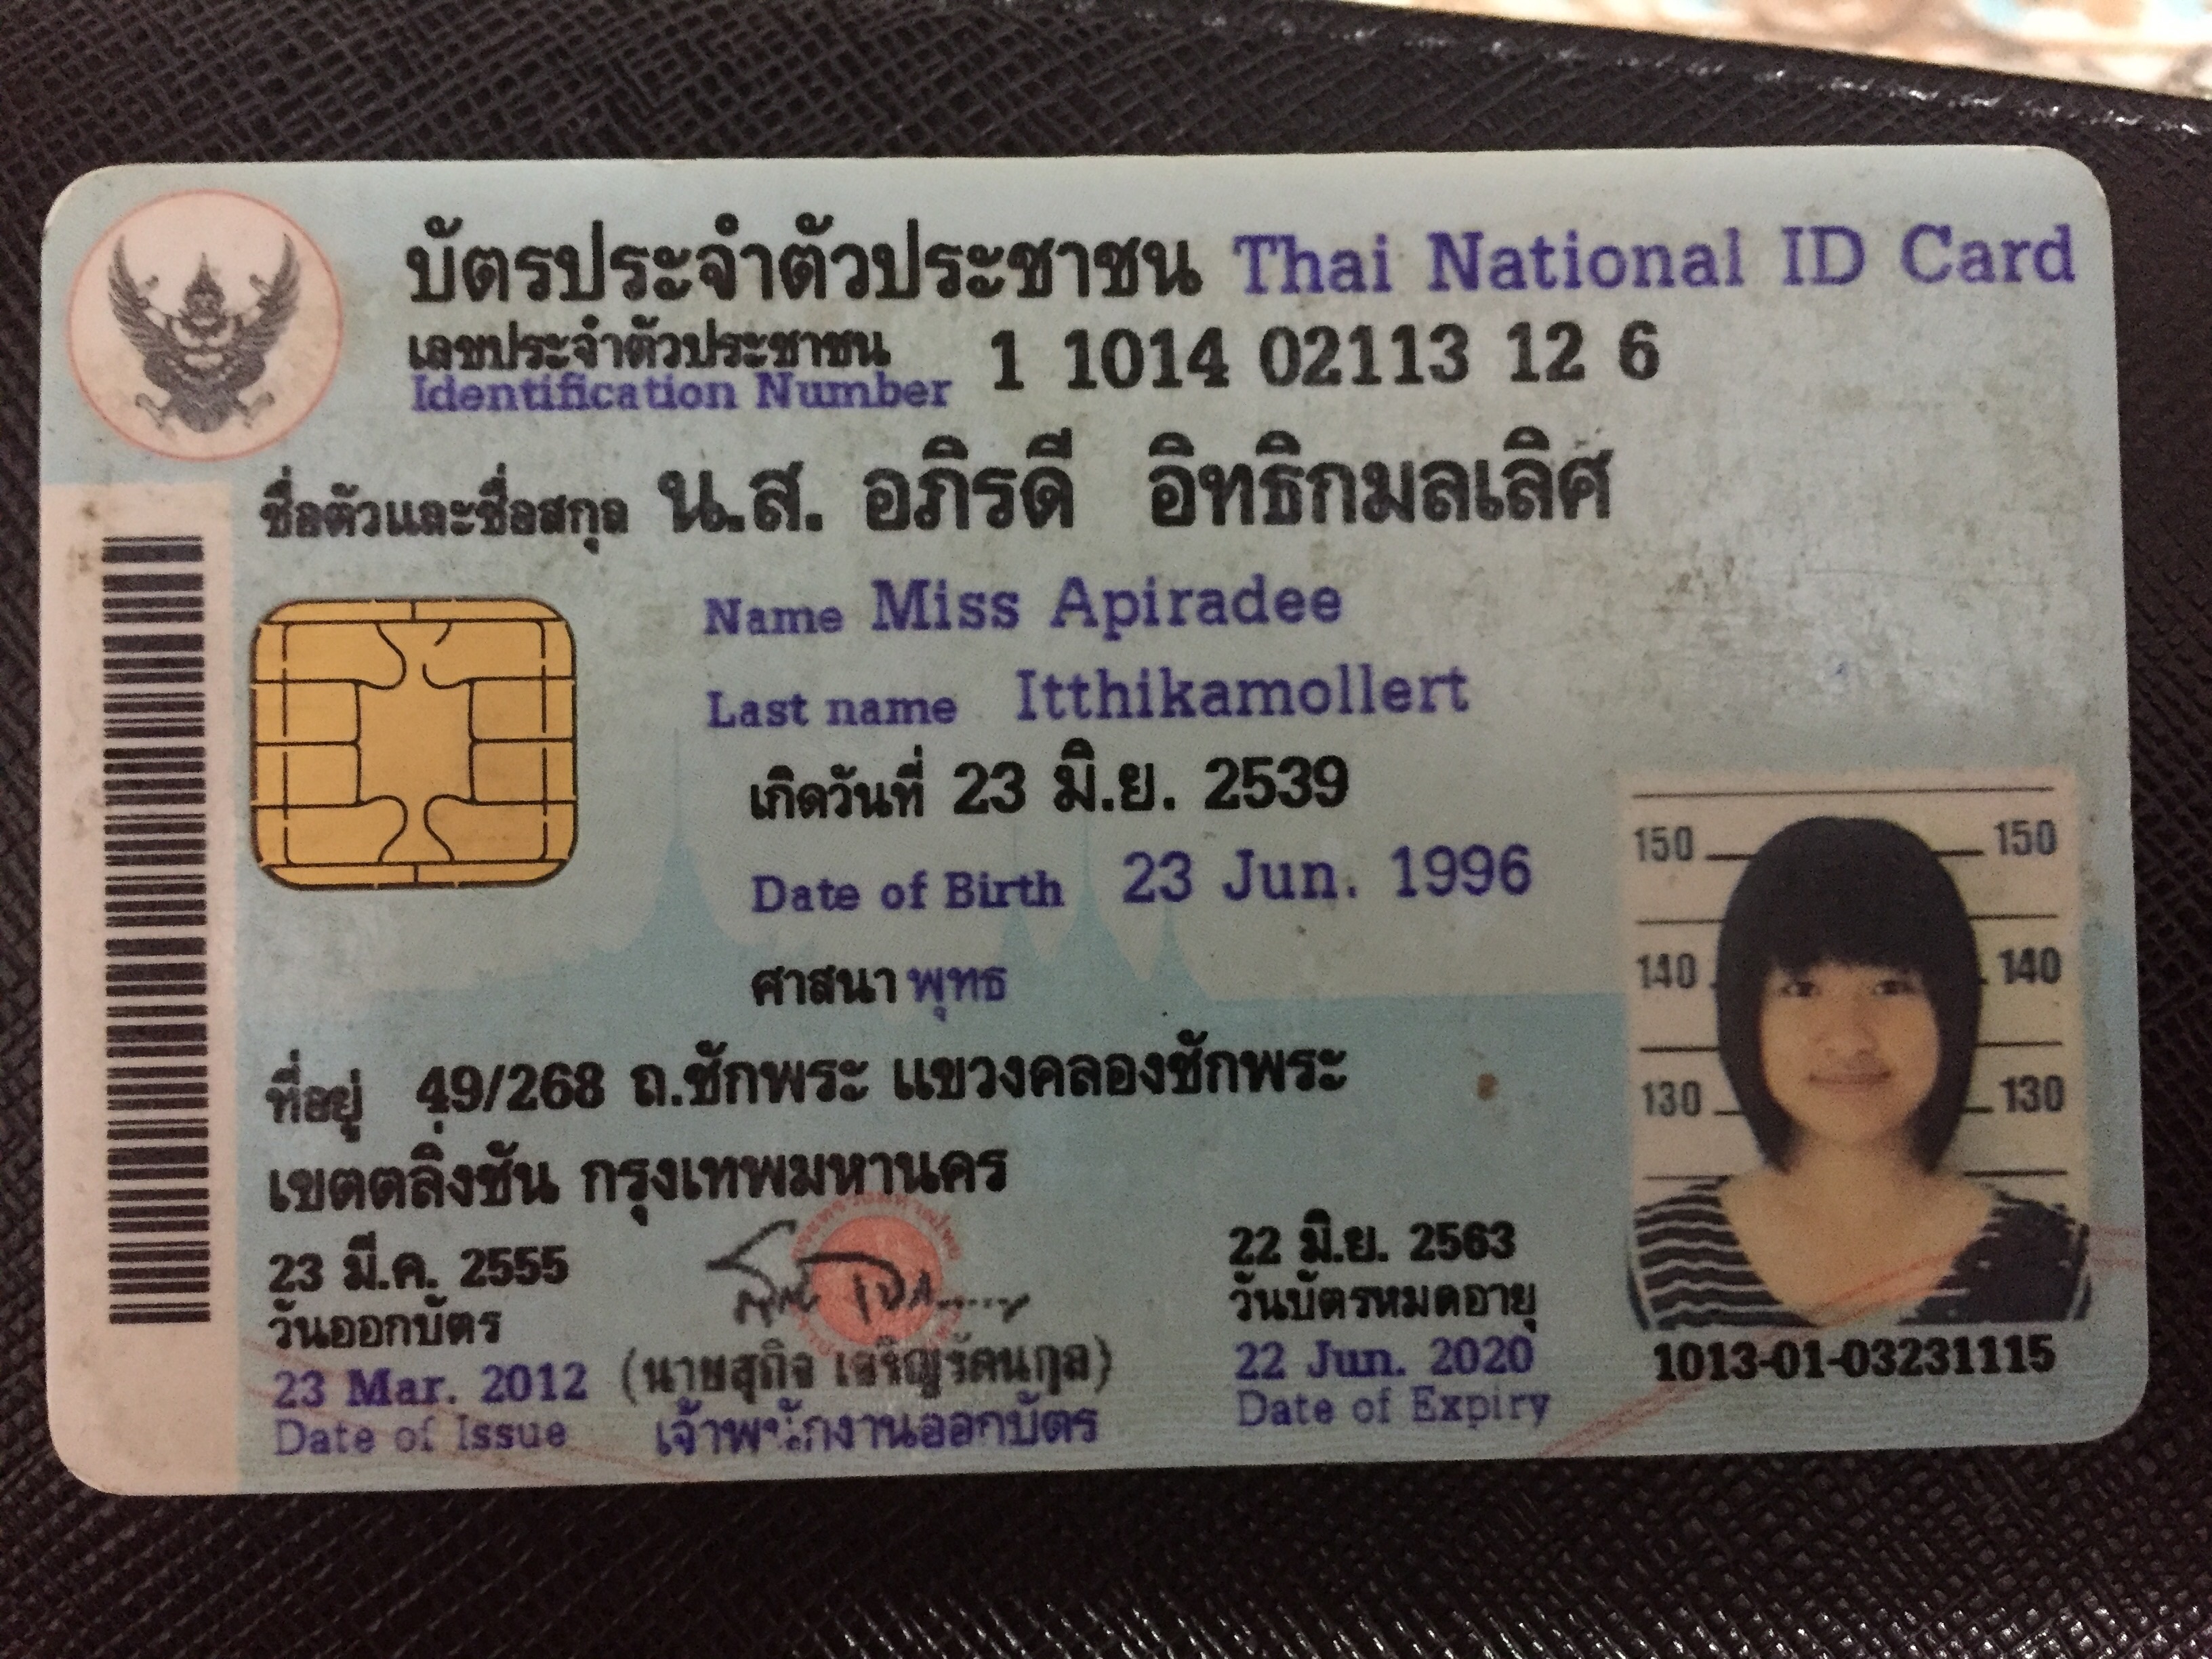 บัตรประจำตัวประชาชน Thai National ID Card
เลขประจำตัวประชาชน
Identification Number 1 1014 02113 12 6
ชื่อตัวและชื่อสกุล น.ส. อภิรดี อิทธิกมลเลิศ
Name Miss Apiradee
Last name Itthikamollert
เกิดวันที่ 23 มิ.ย. 2539
Date of Birth 23 Jun. 1996
ศาสนา พุทธ
ที่อยู่ 49/268 ถ.ชักพระ แขวงคลองชักพระ
เขตตลิ่งชัน กรุงเทพมหานคร
150 150
140 140
130 130
23 มี.ค. 2555
วันออกบัตร
23 Mar. 2012
Date of Issue
(นายสุกิจ เจริญรัตนกุล)
เจ้าพนักงานออกบัตร
22 มิ.ย. 2563
วันบัตรหมดอายุ
22 Jun. 2020
Date of Expiry
1013-01-03231115